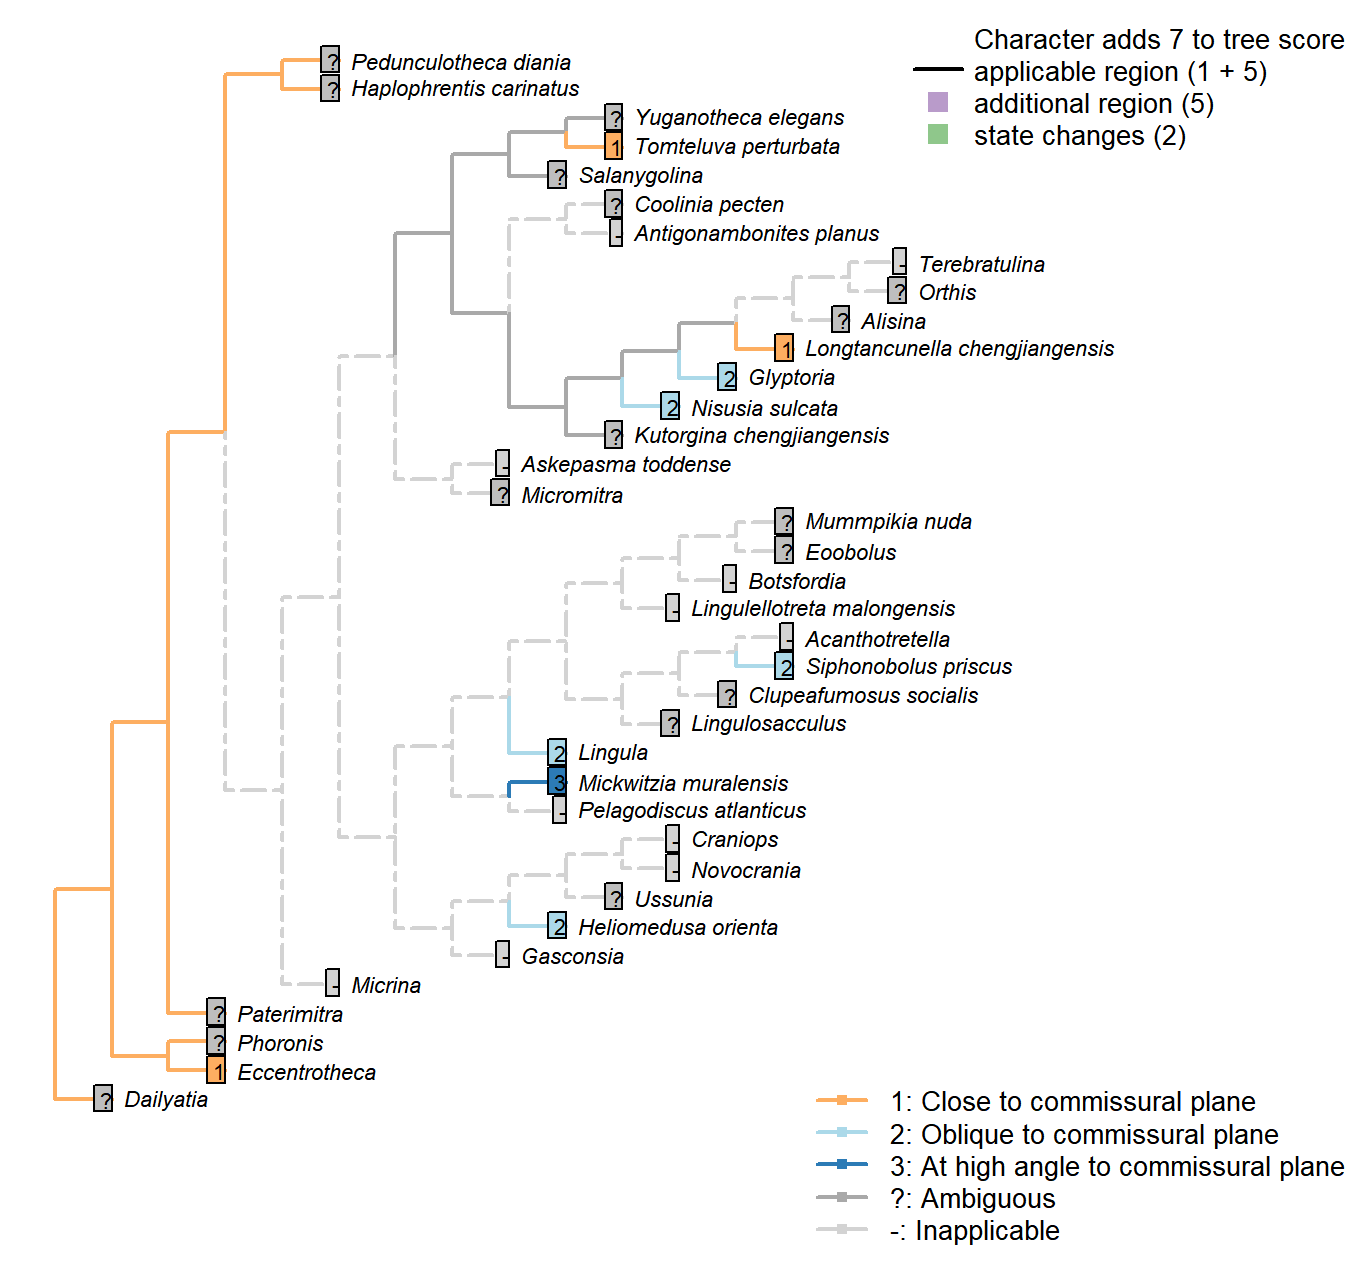 Character adds 7 to tree score
applicable region (1 + 5)
additional region (5)
state changes (2)
? Pedunculotheca diania
? Haplophrentis carinatus
? Yuganotheca elegans
1 Tomteluva perturbata
? Salanygolina
? Coolinia pecten
- Antigonambonites planus
- Terebratulina
? Orthis
? Alisina
1 Longtancunella chengjiangensis
2 Glyptoria
2 Nisusia sulcata
? Kutorgina chengjiangensis
- Askepasma toddense
? Micromitra
? Mummpikia nuda
? Eoobolus
- Botsfordia
- Lingulellotreta malongensis
- Acanthotretella
2 Siphonobolus priscus
? Clupeafumosus socialis
? Lingulosacculus
2 Lingula
3 Mickwitzia muralensis
- Pelagodiscus atlanticus
- Craniops
- Novocrania
? Ussunia
2 Heliomedusa orienta
- Gasconsia
- Micrina
? Paterimitra
? Phoronis
1 Eccentrotheca
? Dailyatia
1: Close to commissural plane
2: Oblique to commissural plane
3: At high angle to commissural plane
?: Ambiguous
-: Inapplicable